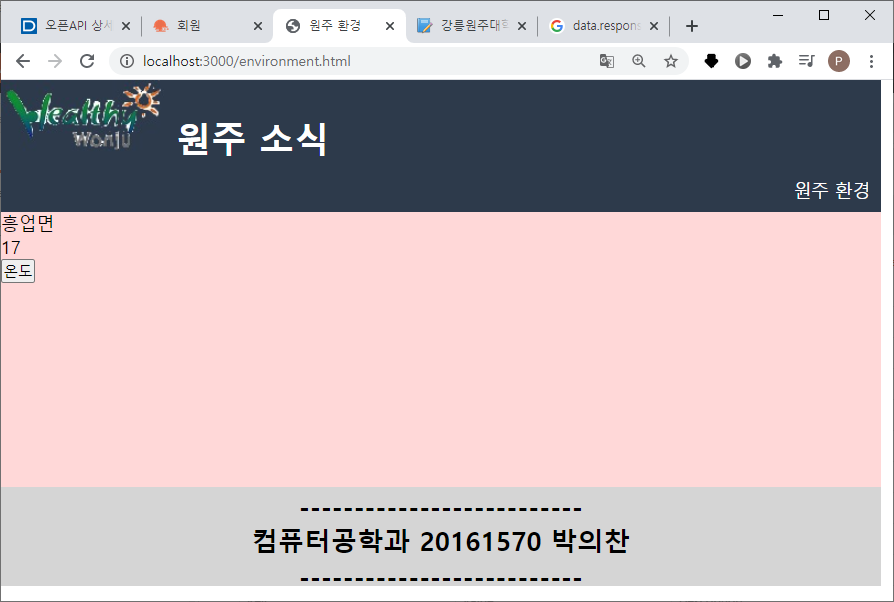 오픈API 상세
회원
원주 환경
강릉원주대학
data.respons
localhost:3000/environment.html
P
Healthy
Wonju
원주 소식
원주 환경
흥업면
17
온도
--------------------------
컴퓨터공학과 20161570 박의찬
--------------------------